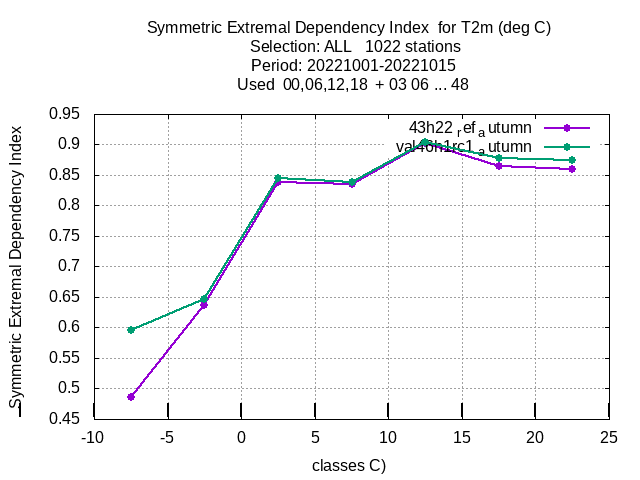 Symmetric Extremal Dependency Index for T2m (deg C)
Selection: ALL 1022 stations
Period: 20221001-20221015
Used 00,06,12,18 + 03 06 ... 48
0.95
0.9
0.85
0.8
0.75
0.7
0.65
0.6
0.55
0.5
0.45
Symmetric Extremal Dependency Index
43h22refautumn
val46h1rc1autumn
-10
-5
0
5
10
15
20
25
classes C)